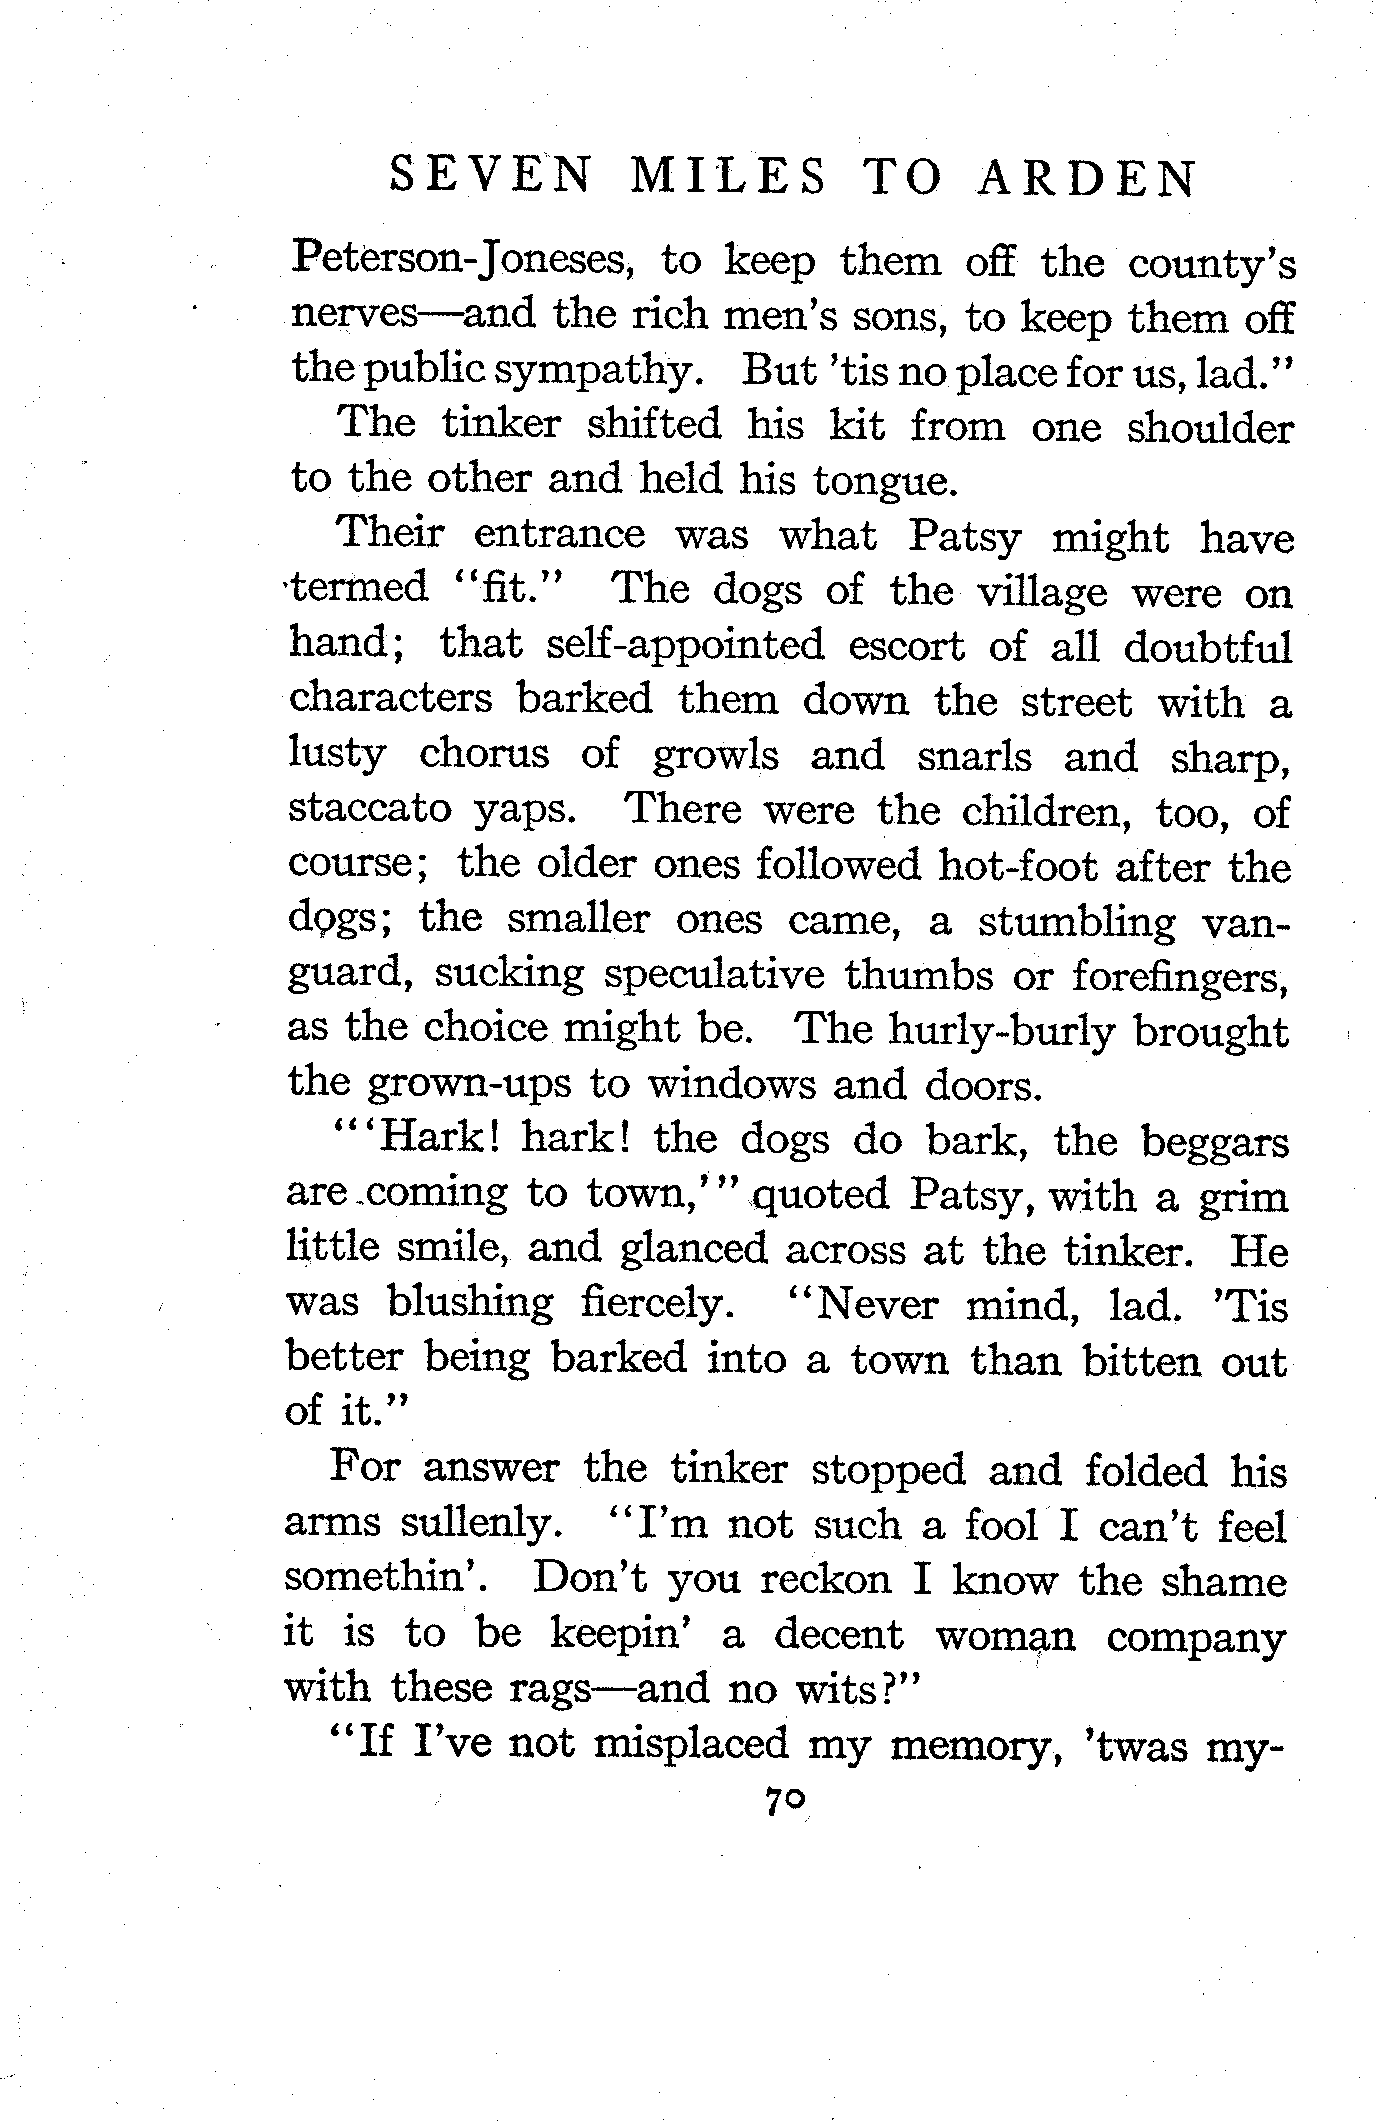 SEVEN MILES TO ARDEN
Peterson-Joneses, to keep them off the county's
nerves—and the rich men's sons, to keep them off
the public sympathy. But 'tis no place for us, lad."
The tinker shifted his kit from one shoulder
to the other and held his tongue.
Their entrance was what Patsy might have
termed "fit." The dogs of the village were on
hand; that self-appointed escort of all doubtful
characters barked them down the street with a
lusty chorus of growls and snarls and sharp,
staccato yaps. There were the children, too, of
course; the older ones followed hot-foot after the
dogs; the smaller ones came, a stumbling van-
guard, sucking speculative thumbs or forefingers,
as the choice might be. The hurly-burly brought
the grown-ups to windows and doors.
"'Hark! hark! the dogs do bark, the beggars
are coming to town,'" quoted Patsy, with a grim
little smile, and glanced across at the tinker. He
was blushing fiercely. "Never mind, lad. 'Tis
better being barked into a town than bitten out
of it."
For answer the tinker stopped and folded his
arms sullenly. "I'm not such a fool I can't feel
somethin'. Don't you reckon I know the shame
it is to be keepin' a decent woman company
with these rags—and no wits?"
"If I've not misplaced my memory, 'twas my-
70